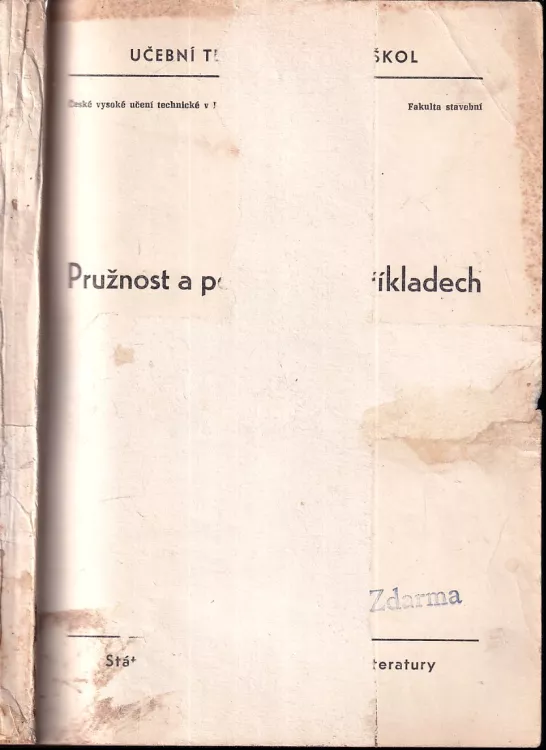 UČEBNÍ ŠKOL
České vysoké učení technické v Fakulta stavební
Pružnost a říkladech
Zdarma
Stát teratury